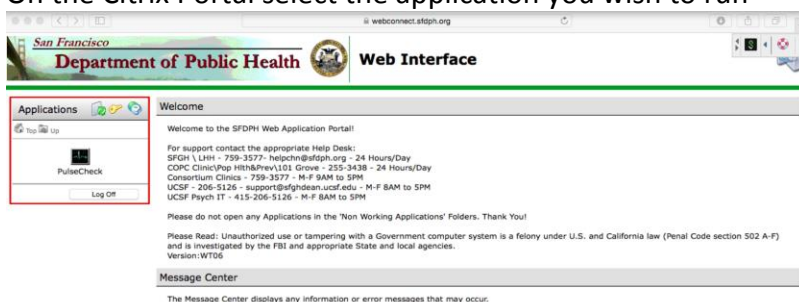 On the Citrix Portal select the application you wish to run
webconnect.sfdph.org
San Francisco
Department of Public Health
Web Interface
Applications
Top Up
PulseCheck
Log Off
Welcome
Welcome to the SFDPH Web Application Portal!
For support contact the appropriate Help Desk:
SFGH \ LHH - 759-3577- helpchn@sfdph.org - 24 Hours/Day
COPC Clinic\Pop Hlth&Prev\101 Grove - 255-3438 - 24 Hours/Day
Consortium Clinics - 759-3577 - M-F 9AM to 5PM
UCSF - 206-5126 - support@sfghdean.ucsf.edu - M-F 8AM to 5PM
UCSF Psych IT - 415-206-5126 - M-F 8AM to 5PM
Please do not open any Applications in the 'Non Working Applications' Folders. Thank You!
Please Read: Unauthorized use or tampering with a Government computer system is a felony under U.S. and California law (Penal Code section 502 A-F)
and is investigated by the FBI and appropriate State and local agencies.
Version:WT06
Message Center
The Message Center displays any information or error messages that may occur.